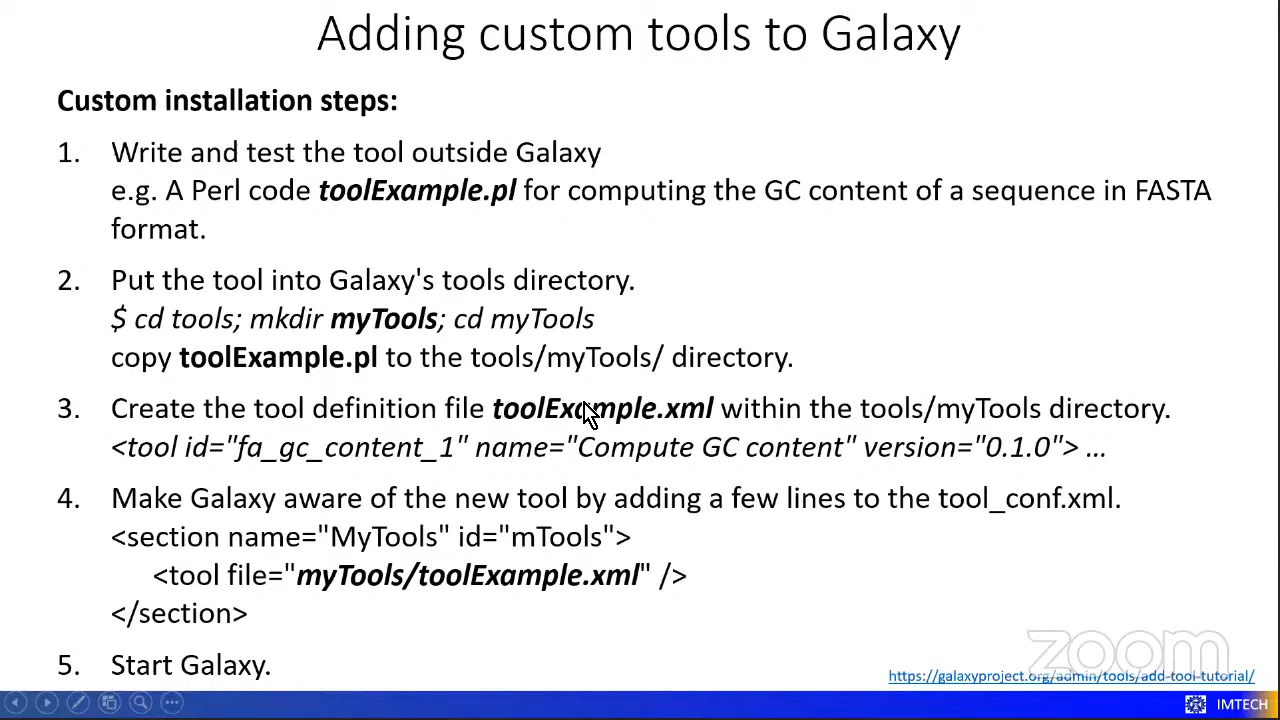 Adding custom tools to Galaxy
Custom installation steps:
1. Write and test the tool outside Galaxy
e.g. A Perl code toolExample.pl for computing the GC content of a sequence in FASTA
format.
2. Put the tool into Galaxy's tools directory.
$ cd tools; mkdir myTools; cd myTools
copy toolExample.pl to the tools/myTools/ directory.
3. Create the tool definition file toolExample.xml within the tools/myTools directory.
<tool id="fa_gc_content_1" name="Compute GC content" version="0.1.0"> ...
4. Make Galaxy aware of the new tool by adding a few lines to the tool_conf.xml.
<section name="MyTools" id="mTools">
<tool file="myTools/toolExample.xml" />
</section>
5. Start Galaxy.
zoom
https://galaxyproject.org/admin/tools/add-tool-tutorial/
IMTECH